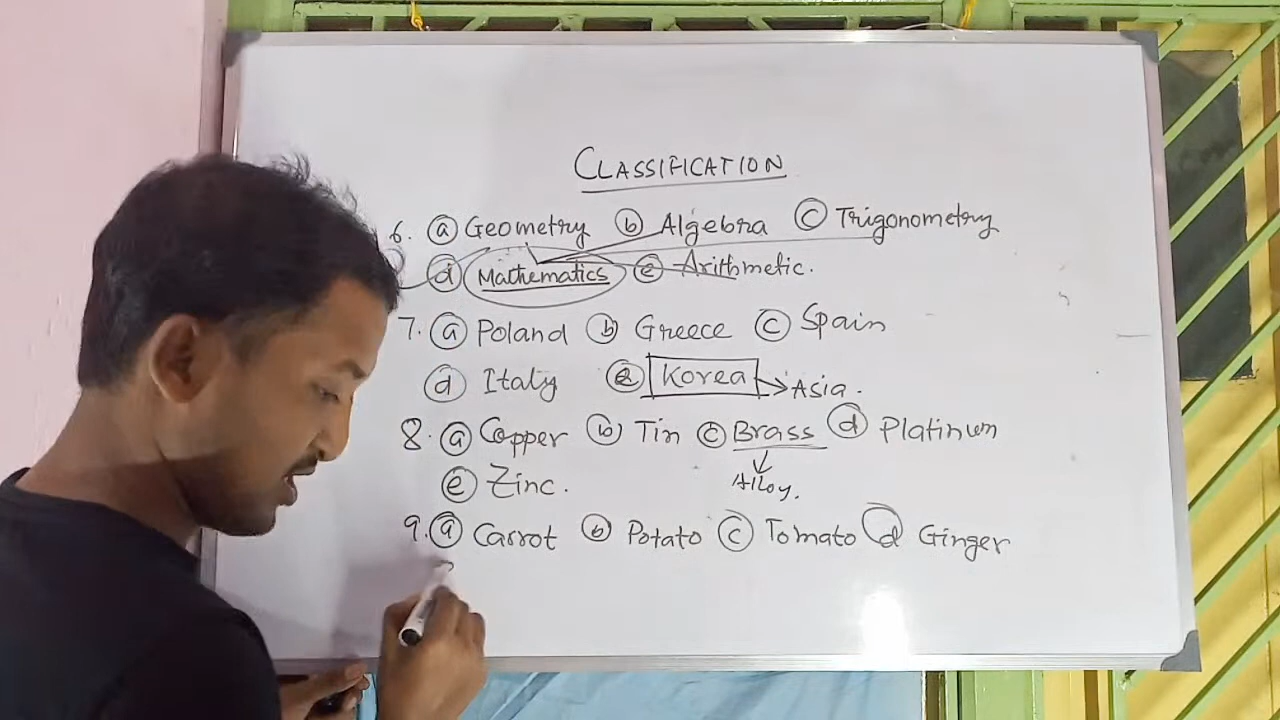 CLASSIFICATION
6. (a) Geometry (b) Algebra (c) Trigonometry
(d) Mathematics (e) Arithmetic.
7. (a) Poland (b) Greece (c) Spain
(d) Italy (e) Korea → Asia.
8. (a) Copper (b) Tin (c) Brass (d) Platinum
(e) Zinc. Alloy.
9. (a) Carrot (b) Potato (c) Tomato (d) Ginger